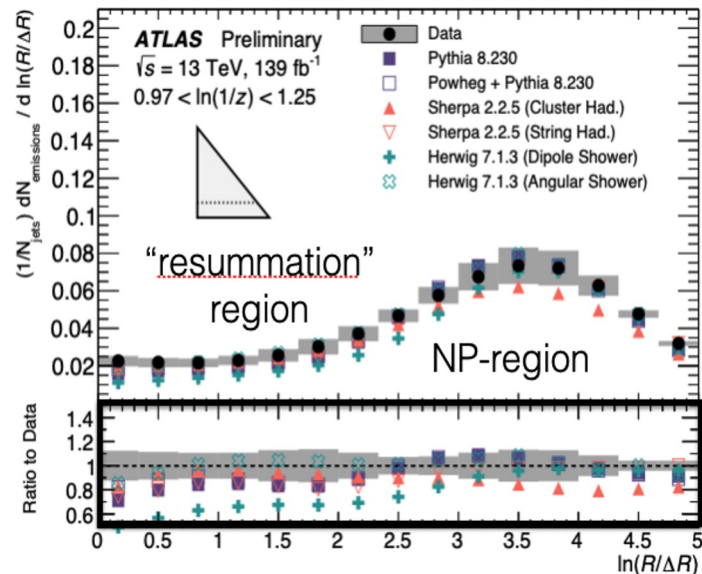 ATLAS Preliminary
√s = 13 TeV, 139 fb⁻¹
0.97 < ln(1/z) < 1.25
Data
Pythia 8.230
Powheg + Pythia 8.230
Sherpa 2.2.5 (Cluster Had.)
Sherpa 2.2.5 (String Had.)
Herwig 7.1.3 (Dipole Shower)
Herwig 7.1.3 (Angular Shower)
(1/N_jets) dN_emissions / d ln(R/ΔR)
0.2
0.18
0.16
0.14
0.12
0.1
0.08
0.06
0.04
0.02
“resummation”
region
NP-region
Ratio to Data
1.4
1.2
1
0.8
0.6
0 0.5 1 1.5 2 2.5 3 3.5 4 4.5 5
ln(R/ΔR)